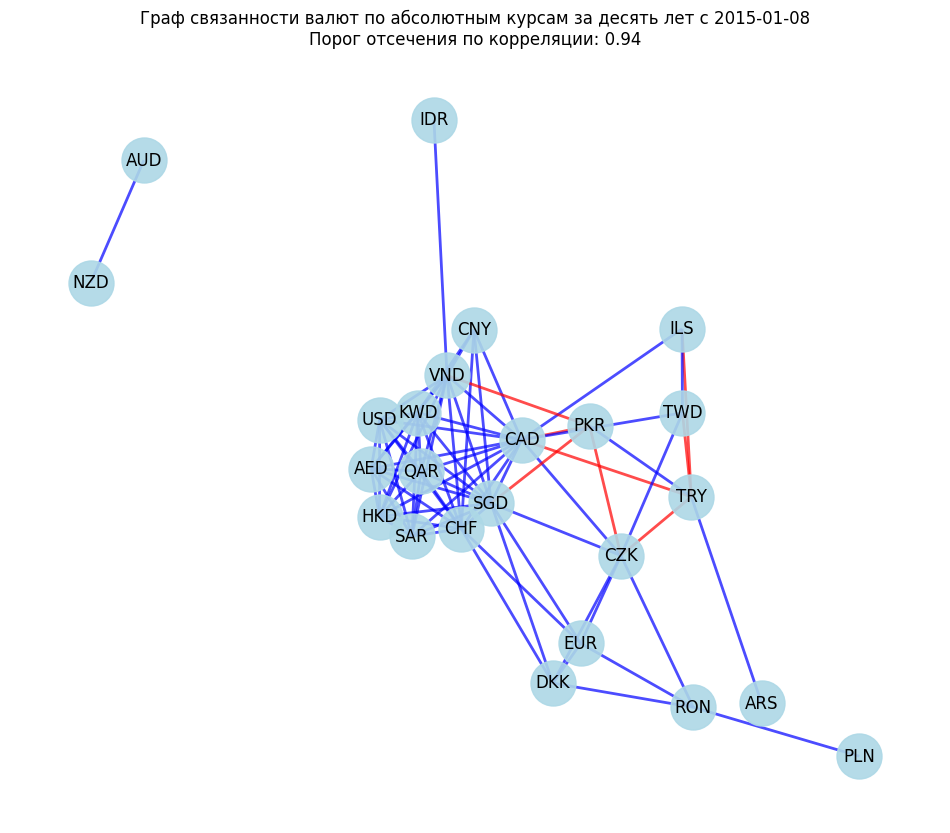 Граф связанности валют по абсолютным курсам за десять лет с 2015-01-08
Порог отсечения по корреляции: 0.94
IDR
AUD
NZD
CNY
ILS
VND
KWD
TWD
USD
PKR
CAD
AED
QAR
TRY
SGD
HKD
CHF
SAR
CZK
EUR
DKK
ARS
RON
PLN